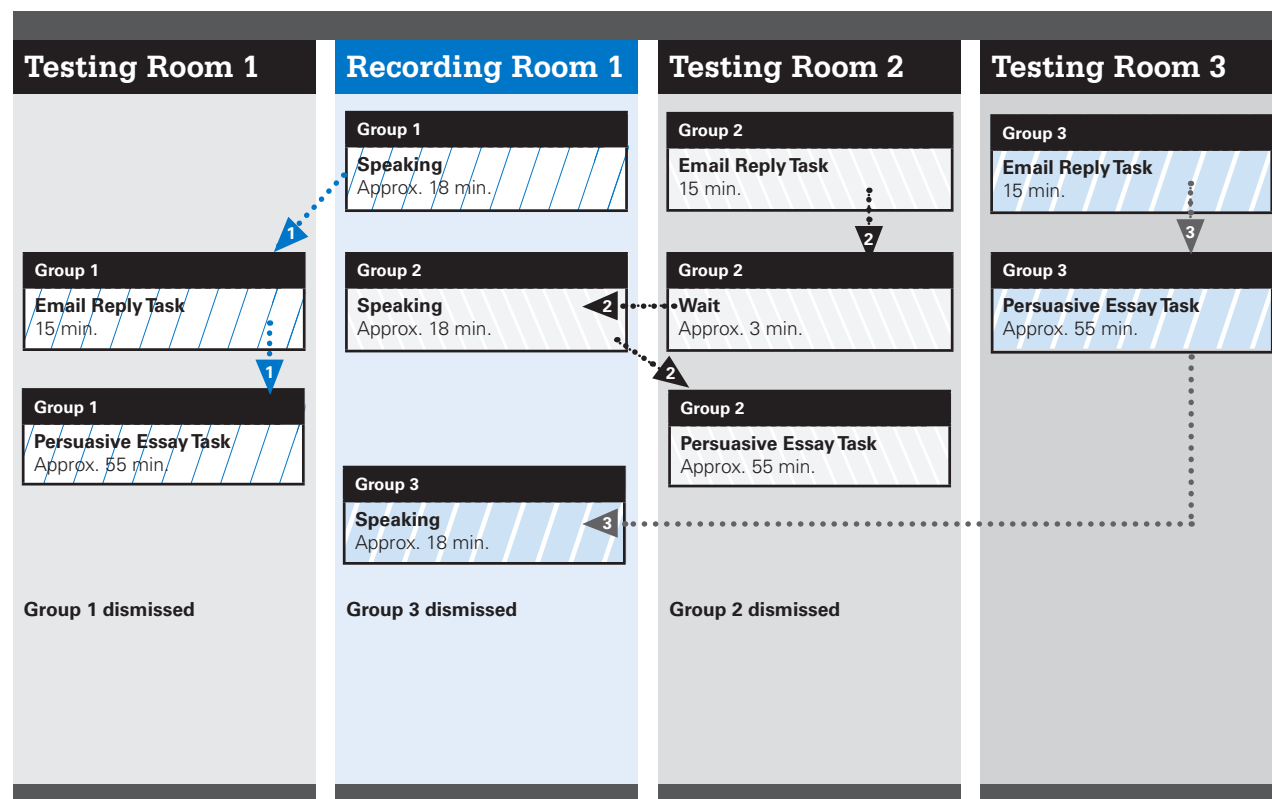 Testing Room 1
Group 1
Email Reply Task
15 min.
1
1
Group 1
Persuasive Essay Task
Approx. 55 min.
Group 1 dismissed
Recording Room 1
Group 1
Speaking
Approx. 18 min.
Group 2
Speaking
Approx. 18 min.
2
Group 3
Speaking
Approx. 18 min.
3
Group 3 dismissed
Testing Room 2
Group 2
Email Reply Task
15 min.
2
Group 2
Wait
Approx. 3 min.
2
Group 2
Persuasive Essay Task
Approx. 55 min.
Group 2 dismissed
Testing Room 3
Group 3
Email Reply Task
15 min.
3
Group 3
Persuasive Essay Task
Approx. 55 min.